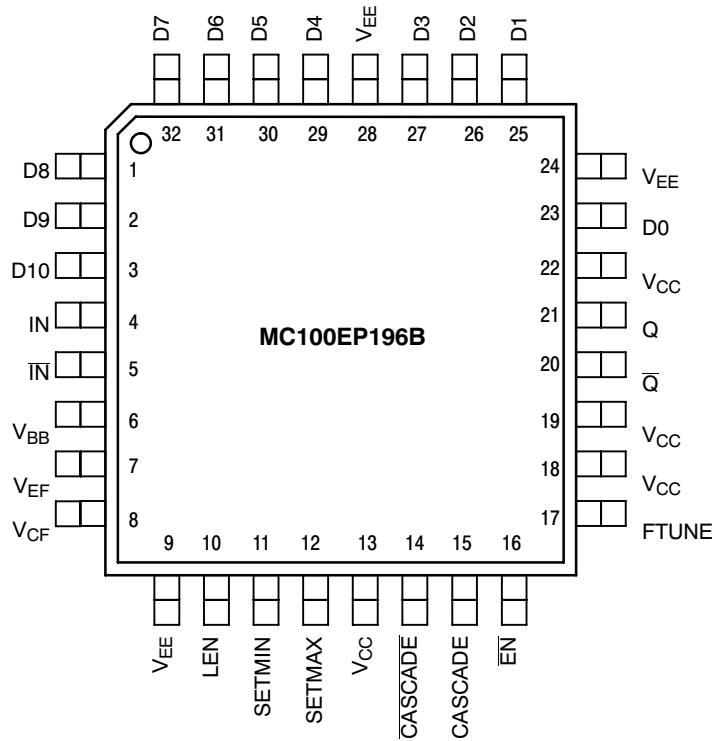 D7 D6 D5 D4 VEE D3 D2 D1
32 31 30 29 28 27 26 25
D8 1 24 VEE
D9 2 23 D0
D10 3 22 VCC
IN 4 MC100EP196B 21 Q
I̅N̅ 5 20 Q̅
VBB 6 19 VCC
VEF 7 18 VCC
VCF 8 17 FTUNE
9 10 11 12 13 14 15 16
VEE LEN SETMIN SETMAX VCC C̅A̅S̅C̅A̅D̅E̅ CASCADE E̅N̅